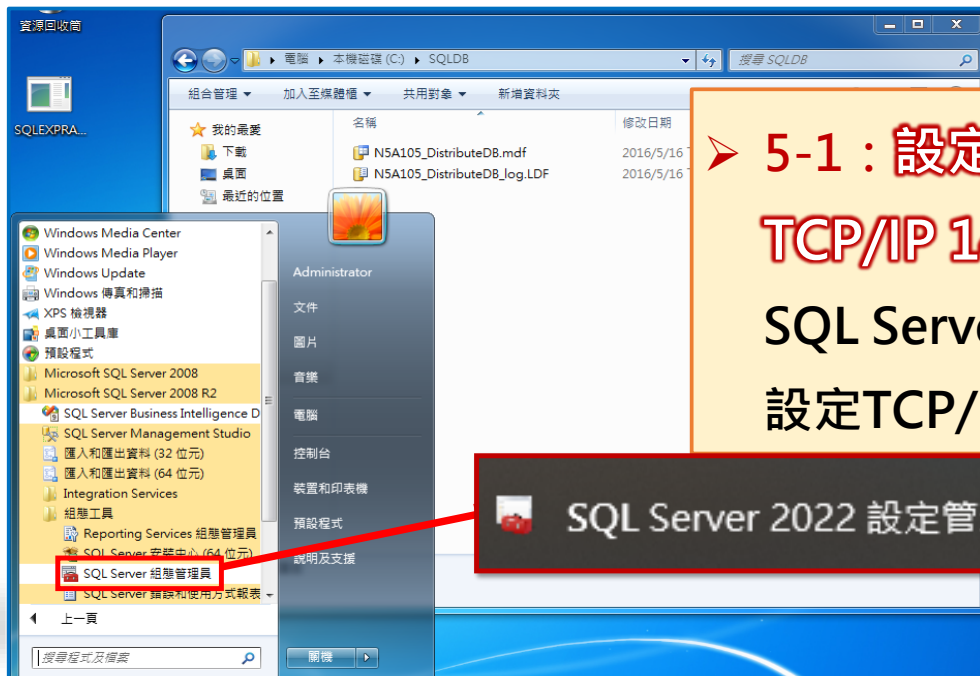 資源回收筒
SQLEXPRA...
電腦 ▸ 本機磁碟 (C:) ▸ SQLDB
搜尋 SQLDB
組合管理 ▾ 加入至媒體櫃 ▾ 共用對象 ▾ 新增資料夾
我的最愛
下載
桌面
最近的位置
名稱 修改日期
N5A105_DistributeDB.mdf 2016/5/16
N5A105_DistributeDB_log.LDF 2016/5/16
➢ 5-1：設定
TCP/IP 1
SQL Serve
設定TCP/
Windows Media Center
Windows Media Player
Windows Update
Windows 傳真和掃描
XPS 檢視器
桌面小工具庫
預設程式
Microsoft SQL Server 2008
Microsoft SQL Server 2008 R2
SQL Server Business Intelligence D
SQL Server Management Studio
匯入和匯出資料 (32 位元)
匯入和匯出資料 (64 位元)
Integration Services
組態工具
Reporting Services 組態管理員
SQL Server 安裝中心 (64 位元)
SQL Server 組態管理員
SQL Server 錯誤和使用方式報表
上一頁
搜尋程式及檔案
Administrator
文件
圖片
音樂
電腦
控制台
裝置和印表機
預設程式
說明及支援
關機
SQL Server 2022 設定管